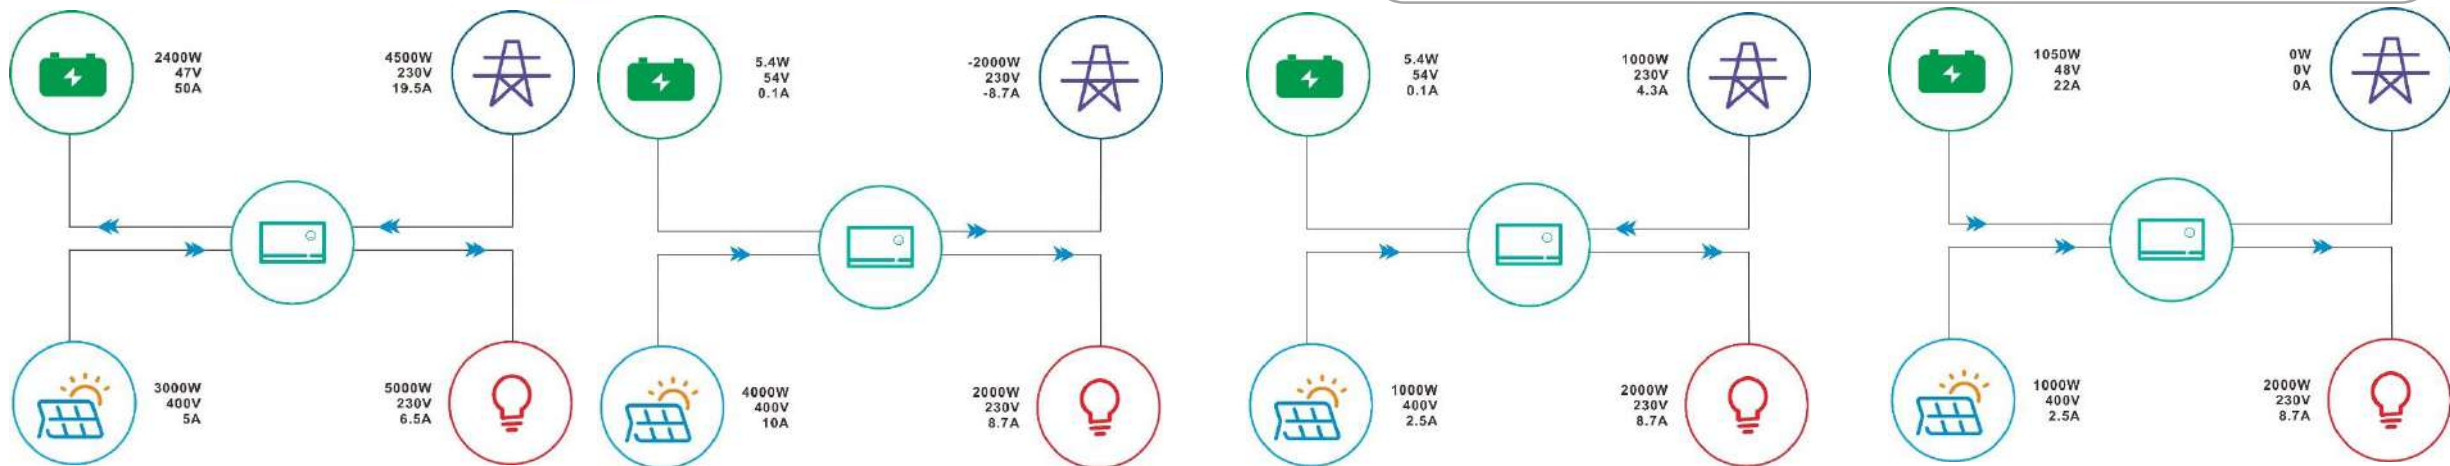 2400W
47V
50A
4500W
230V
19.5A
3000W
400V
5A
5000W
230V
6.5A
5.4W
54V
0.1A
-2000W
230V
-8.7A
4000W
400V
10A
2000W
230V
8.7A
5.4W
54V
0.1A
1000W
230V
4.3A
1000W
400V
2.5A
2000W
230V
8.7A
1050W
48V
22A
0W
0V
0A
1000W
400V
2.5A
2000W
230V
8.7A